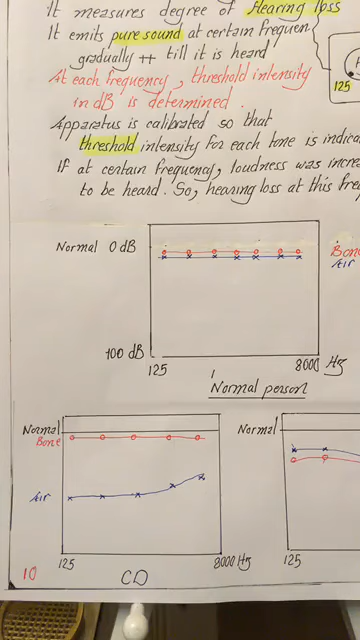 It measures degree of Hearing loss
It emits pure sound at certain frequen
gradually ++ till it is heard
At each frequency, threshold intensity
in dB is determined.
Apparatus is calibrated so that
threshold intensity for each tone is indica
If at certain frequency, loudness was increa
to be heard. So, hearing loss at this freq
125
Normal 0 dB
Bone
Air
100 dB
125
8000 Hz
Normal person
Normal
Bone
Air
125
8000 Hz
CD
Normal
125
10